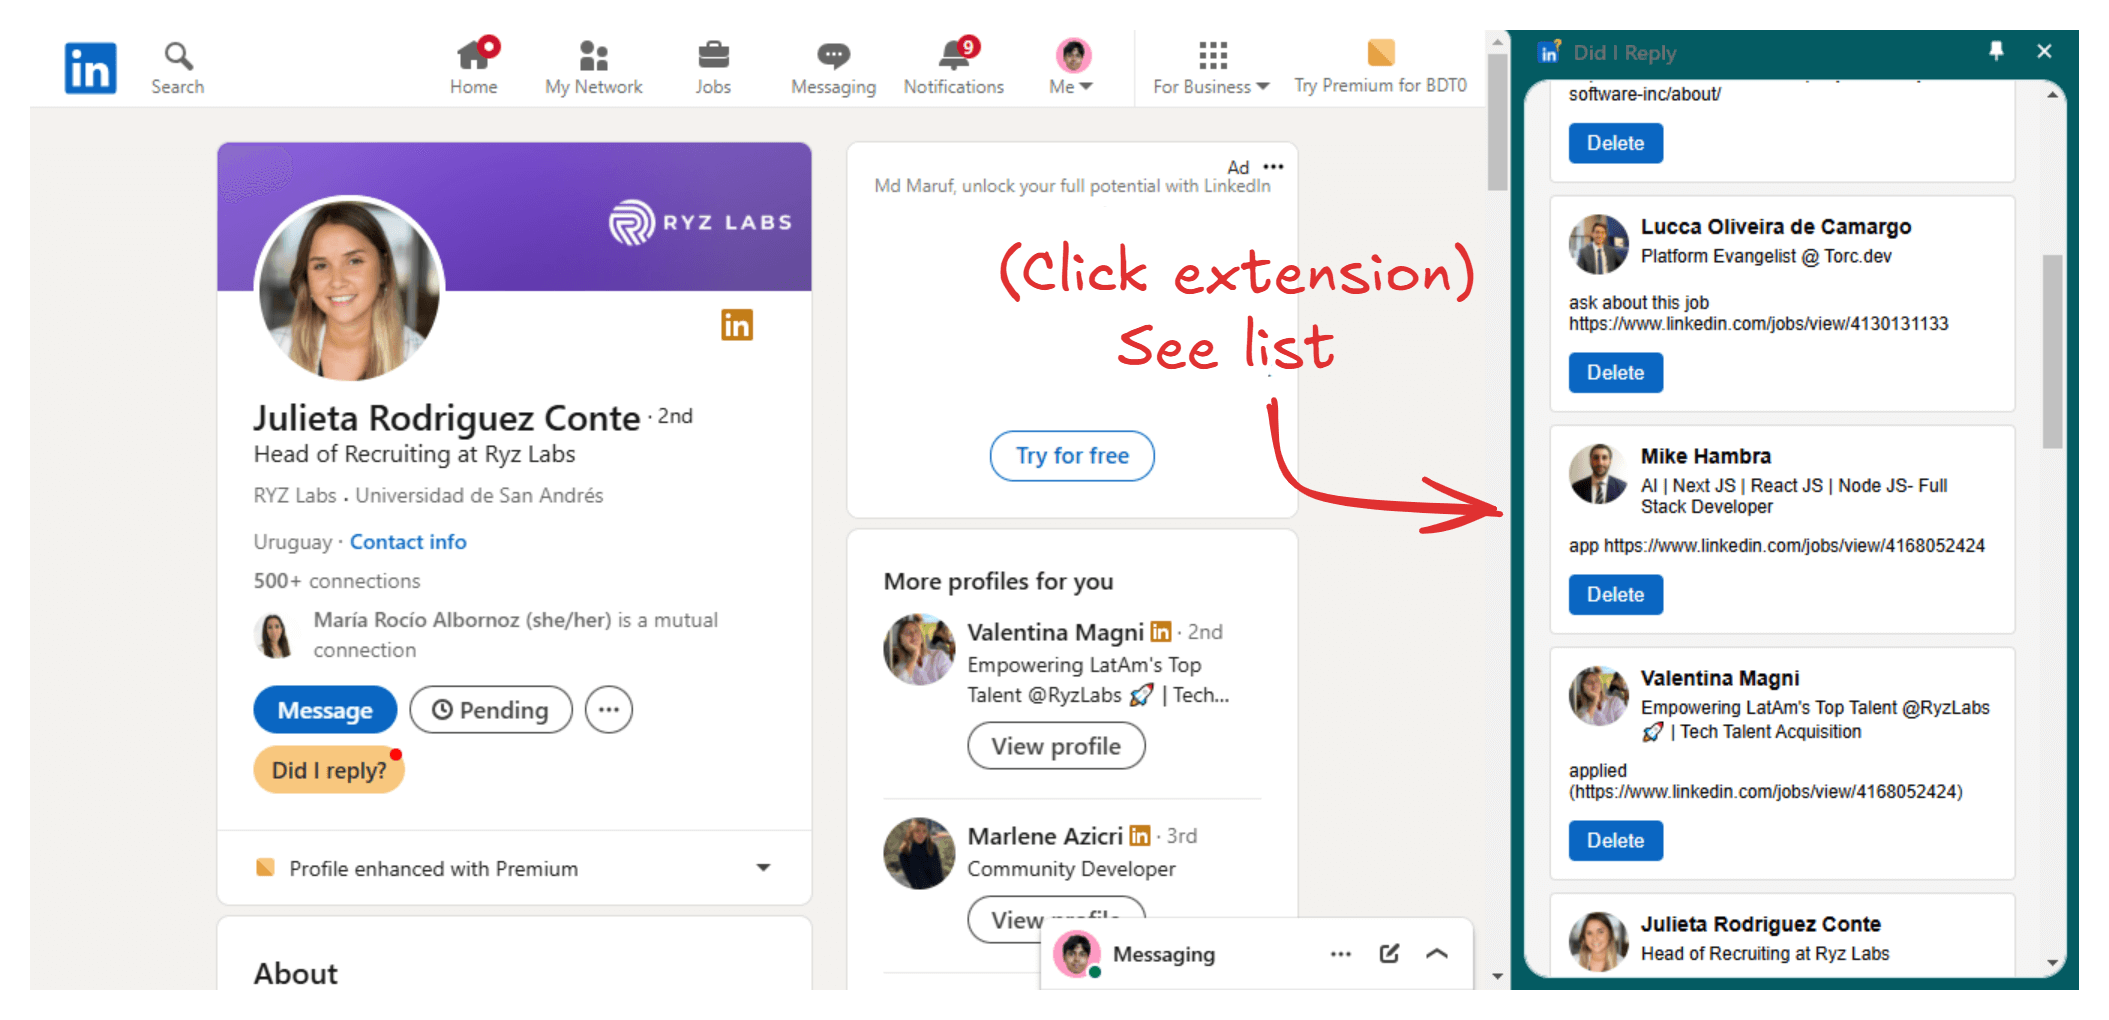 in
Search
Home
My Network
Jobs
Messaging
9
Notifications
Me
For Business
Try Premium for BDT0
RYZ LABS
in
Julieta Rodriguez Conte · 2nd
Head of Recruiting at Ryz Labs
RYZ Labs . Universidad de San Andrés
Uruguay · Contact info
500+ connections
María Rocío Albornoz (she/her) is a mutual
connection
Message
Pending
Did I reply?
Profile enhanced with Premium
About
Ad
Md Maruf, unlock your full potential with LinkedIn
(Click extension)
See list
Try for free
More profiles for you
Valentina Magni in · 2nd
Empowering LatAm's Top
Talent @RyzLabs 🚀 | Tech...
View profile
Marlene Azicri in · 3rd
Community Developer
View profile
Messaging
in?
Did I Reply
software-inc/about/
Delete
Lucca Oliveira de Camargo
Platform Evangelist @ Torc.dev
ask about this job
https://www.linkedin.com/jobs/view/4130131133
Delete
Mike Hambra
AI | Next JS | React JS | Node JS- Full
Stack Developer
app https://www.linkedin.com/jobs/view/4168052424
Delete
Valentina Magni
Empowering LatAm's Top Talent @RyzLabs
🚀 | Tech Talent Acquisition
applied
(https://www.linkedin.com/jobs/view/4168052424)
Delete
Julieta Rodriguez Conte
Head of Recruiting at Ryz Labs